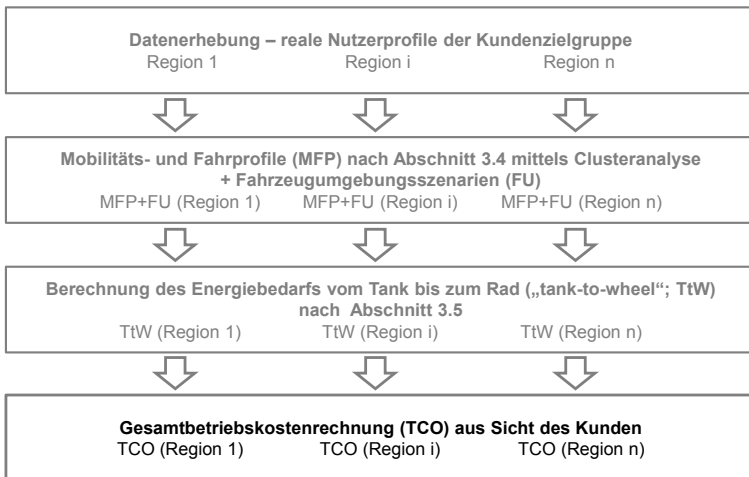 Datenerhebung – reale Nutzerprofile der Kundenzielgruppe
Region 1 Region i Region n
Mobilitäts- und Fahrprofile (MFP) nach Abschnitt 3.4 mittels Clusteranalyse
+ Fahrzeugumgebungsszenarien (FU)
MFP+FU (Region 1) MFP+FU (Region i) MFP+FU (Region n)
Berechnung des Energiebedarfs vom Tank bis zum Rad („tank-to-wheel“; TtW)
nach Abschnitt 3.5
TtW (Region 1) TtW (Region i) TtW (Region n)
Gesamtbetriebskostenrechnung (TCO) aus Sicht des Kunden
TCO (Region 1) TCO (Region i) TCO (Region n)